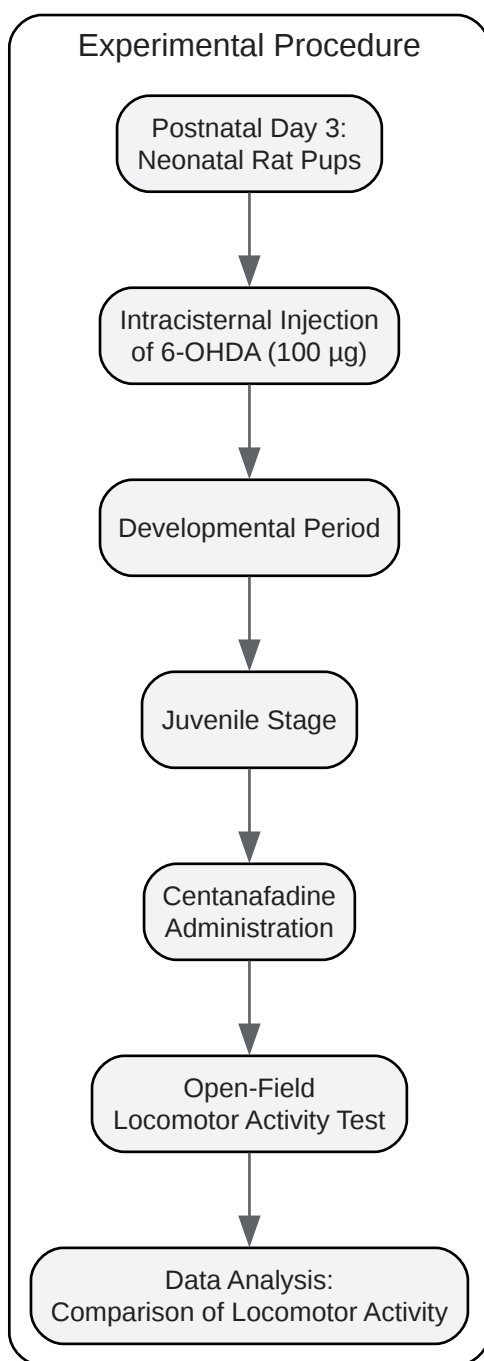 Experimental Procedure
Postnatal Day 3:
Neonatal Rat Pups
Intracisternal Injection
of 6-OHDA (100 µg)
Developmental Period
Juvenile Stage
Centanafadine
Administration
Open-Field
Locomotor Activity Test
Data Analysis:
Comparison of Locomotor Activity